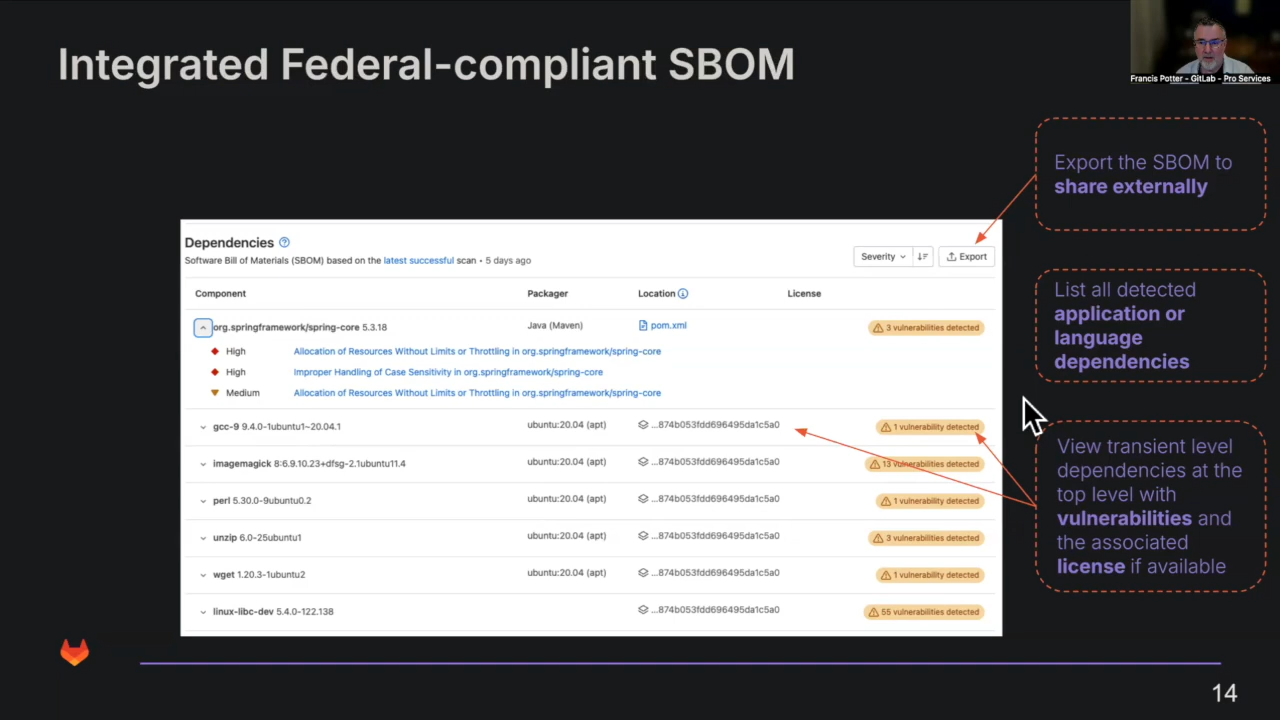 Integrated Federal-compliant SBOM
Francis Potter - GitLab - Pro Services
Export the SBOM to
share externally
List all detected
application or
language
dependencies
View transient level
dependencies at the
top level with
vulnerabilities and
the associated
license if available
Dependencies
Software Bill of Materials (SBOM) based on the latest successful scan • 5 days ago
Severity
Export
Component Packager Location License
org.springframework/spring-core 5.3.18 Java (Maven) pom.xml 3 vulnerabilities detected
High Allocation of Resources Without Limits or Throttling in org.springframework/spring-core
High Improper Handling of Case Sensitivity in org.springframework/spring-core
Medium Allocation of Resources Without Limits or Throttling in org.springframework/spring-core
gcc-9 9.4.0-1ubuntu1~20.04.1 ubuntu:20.04 (apt) ...874b053fdd696495da1c5a0 1 vulnerability detected
imagemagick 8:6.9.10.23+dfsg-2.1ubuntu11.4 ubuntu:20.04 (apt) ...874b053fdd696495da1c5a0 13 vulnerabilities detected
perl 5.30.0-9ubuntu0.2 ubuntu:20.04 (apt) ...874b053fdd696495da1c5a0 1 vulnerability detected
unzip 6.0-25ubuntu1 ubuntu:20.04 (apt) ...874b053fdd696495da1c5a0 3 vulnerabilities detected
wget 1.20.3-1ubuntu2 ubuntu:20.04 (apt) ...874b053fdd696495da1c5a0 1 vulnerability detected
linux-libc-dev 5.4.0-122.138 ...874b053fdd696495da1c5a0 55 vulnerabilities detected
14